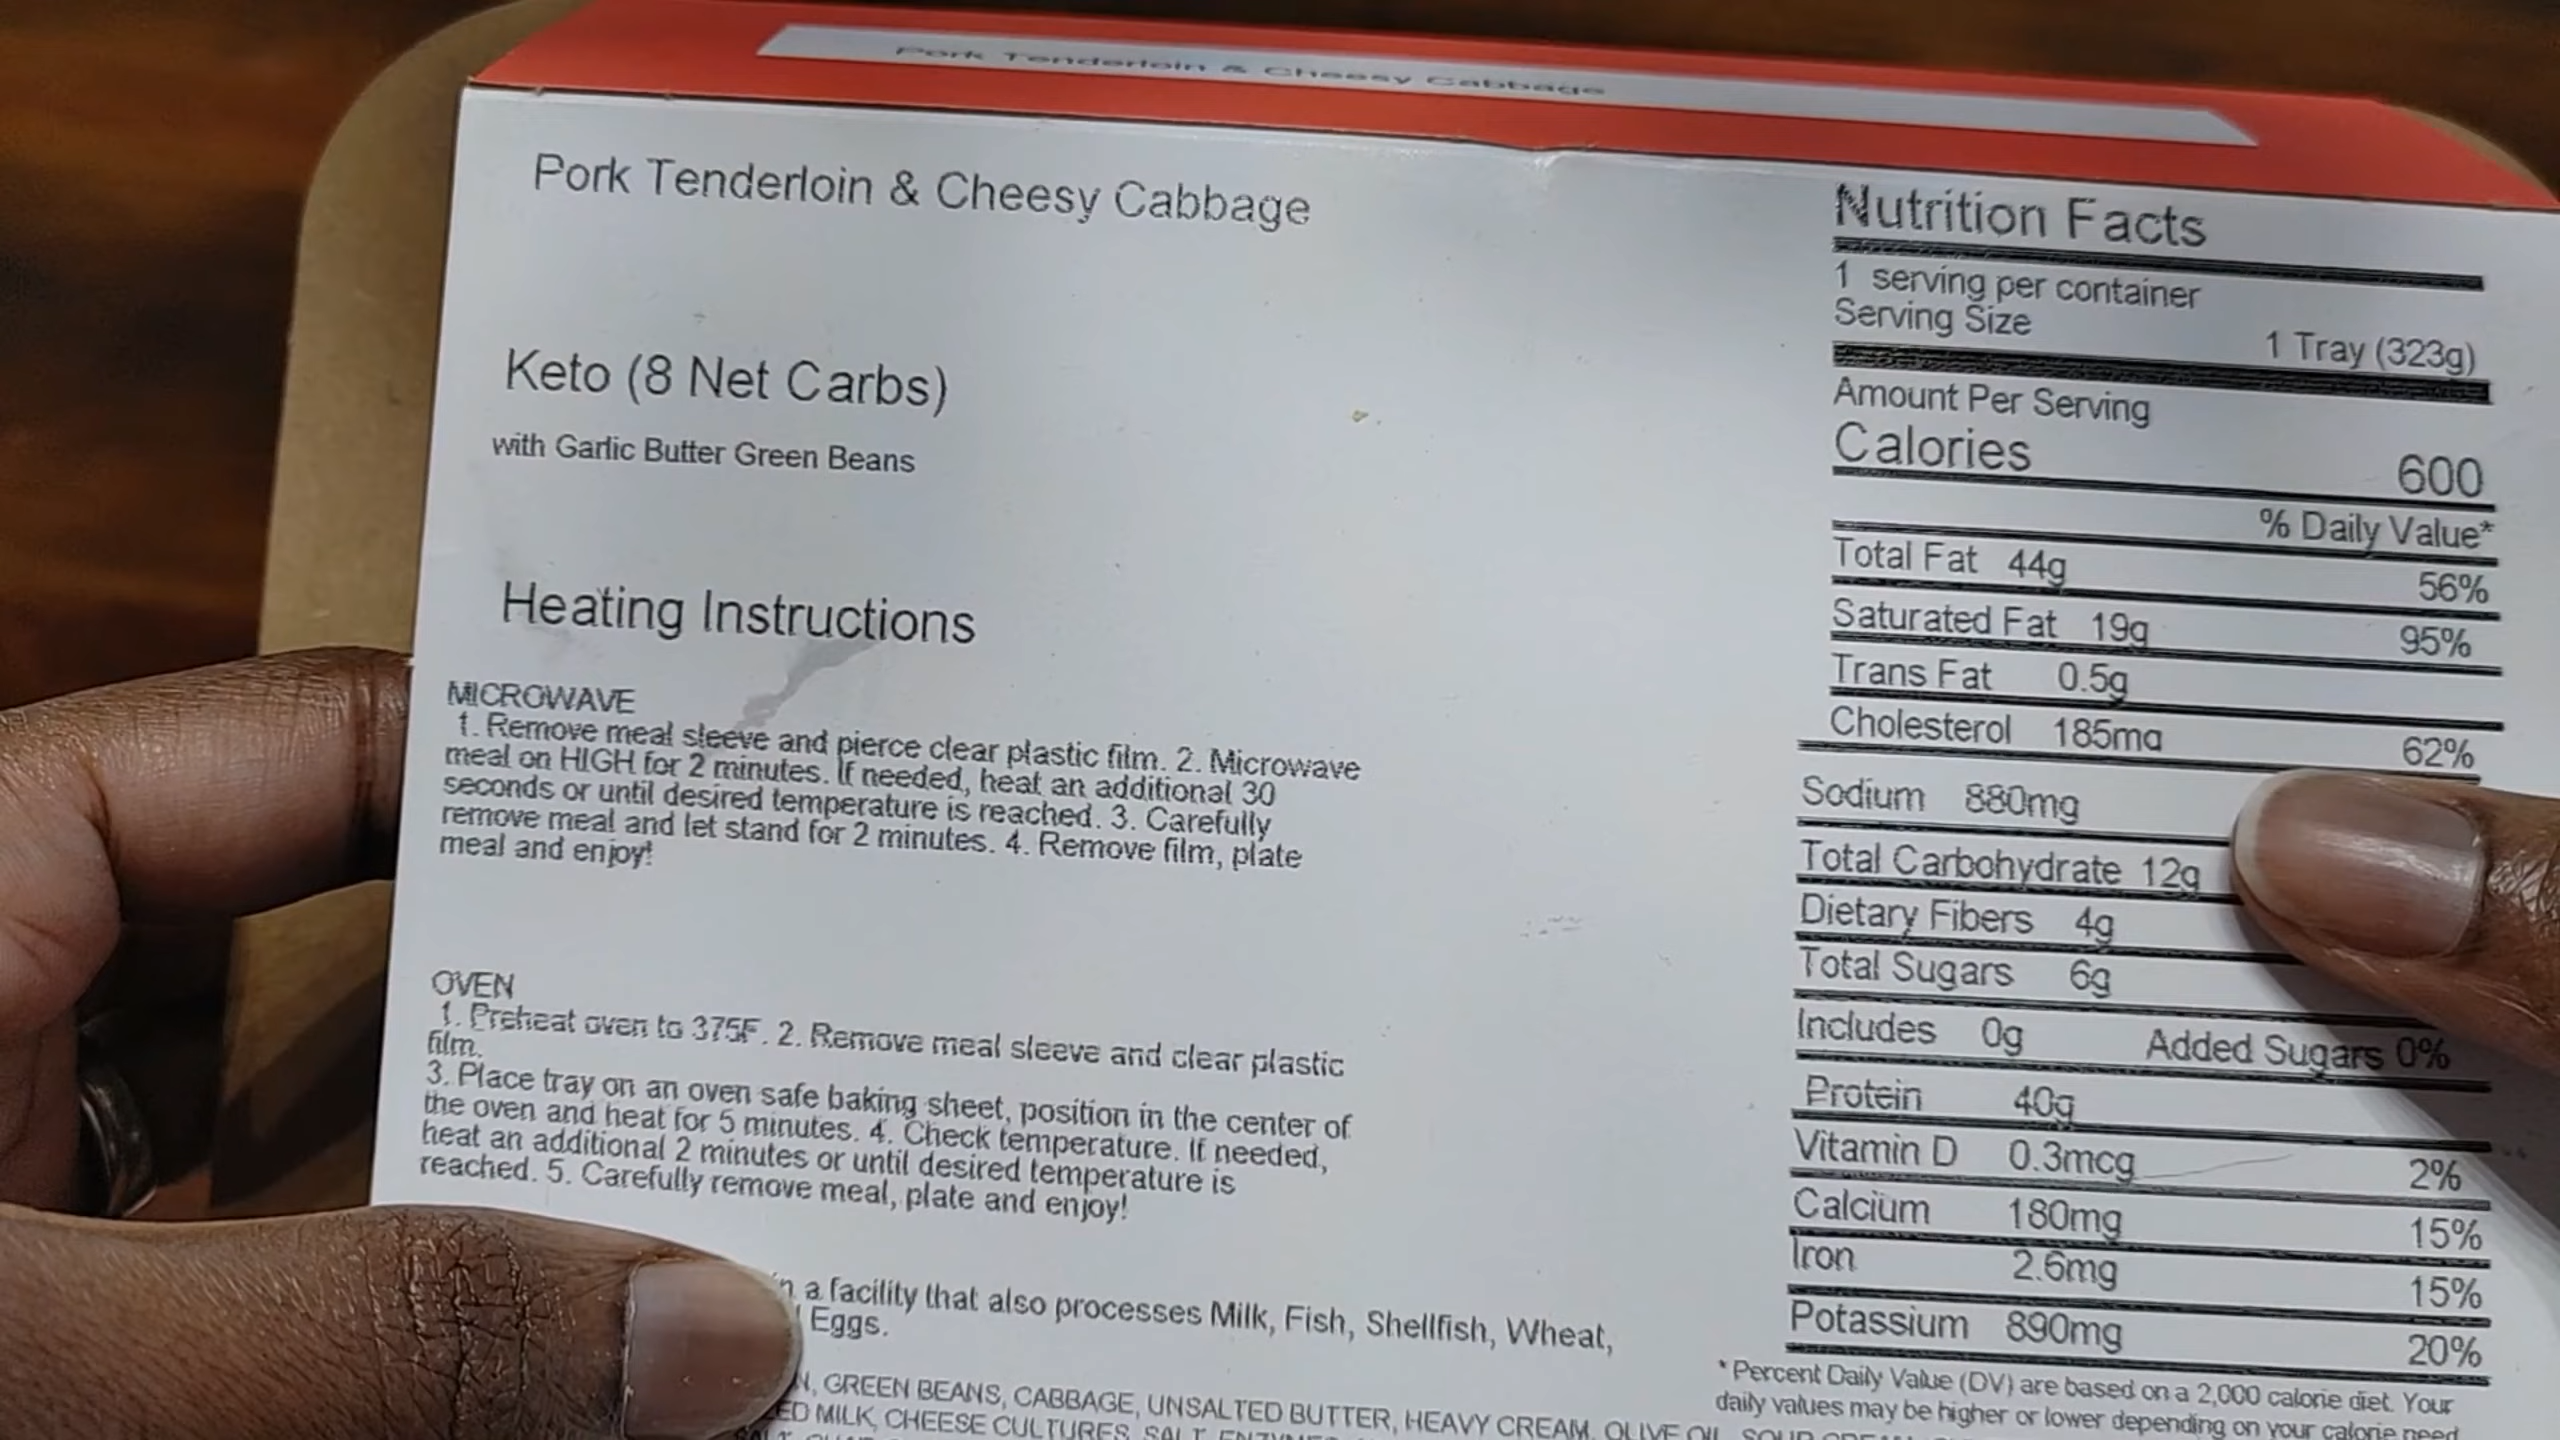 Pork Tenderloin & Cheesy Cabbage
Pork Tenderloin & Cheesy Cabbage
Keto (8 Net Carbs)
with Garlic Butter Green Beans
Heating Instructions
MICROWAVE
1. Remove meal sleeve and pierce clear plastic film. 2. Microwave
meal on HIGH for 2 minutes. If needed, heat an additional 30
seconds or until desired temperature is reached. 3. Carefully
remove meal and let stand for 2 minutes. 4. Remove film, plate
meal and enjoy!
OVEN
1. Preheat oven to 375F. 2. Remove meal sleeve and clear plastic
film.
3. Place tray on an oven safe baking sheet, position in the center of
the oven and heat for 5 minutes. 4. Check temperature. If needed,
heat an additional 2 minutes or until desired temperature is
reached. 5. Carefully remove meal, plate and enjoy!
a facility that also processes Milk, Fish, Shellfish, Wheat,
Eggs.
GREEN BEANS, CABBAGE, UNSALTED BUTTER, HEAVY CREAM, OLIVE OIL,
MILK, CHEESE CULTURES, SALT,
Nutrition Facts
1 serving per container
Serving Size 1 Tray (323g)
Amount Per Serving
Calories 600
% Daily Value*
Total Fat 44g 56%
Saturated Fat 19g 95%
Trans Fat 0.5g
Cholesterol 185mg 62%
Sodium 880mg
Total Carbohydrate 12g
Dietary Fibers 4g
Total Sugars 6g
Includes 0g Added Sugars 0%
Protein 40g
Vitamin D 0.3mcg 2%
Calcium 180mg 15%
Iron 2.6mg 15%
Potassium 890mg 20%
* Percent Daily Value (DV) are based on a 2,000 calorie diet. Your
daily values may be higher or lower depending on your calorie need